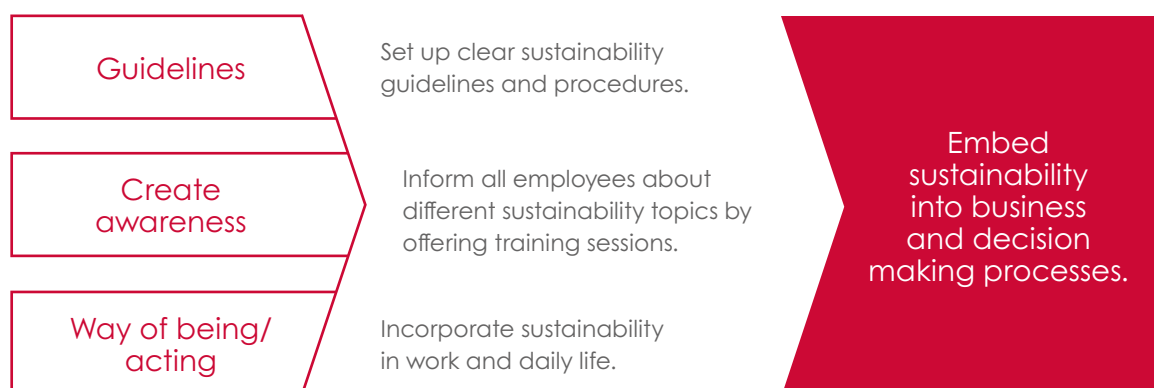 Guidelines
Set up clear sustainability
guidelines and procedures.
Create
awareness
Inform all employees about
different sustainability topics by
offering training sessions.
Way of being/
acting
Incorporate sustainability
in work and daily life.
Embed
sustainability
into business
and decision
making processes.